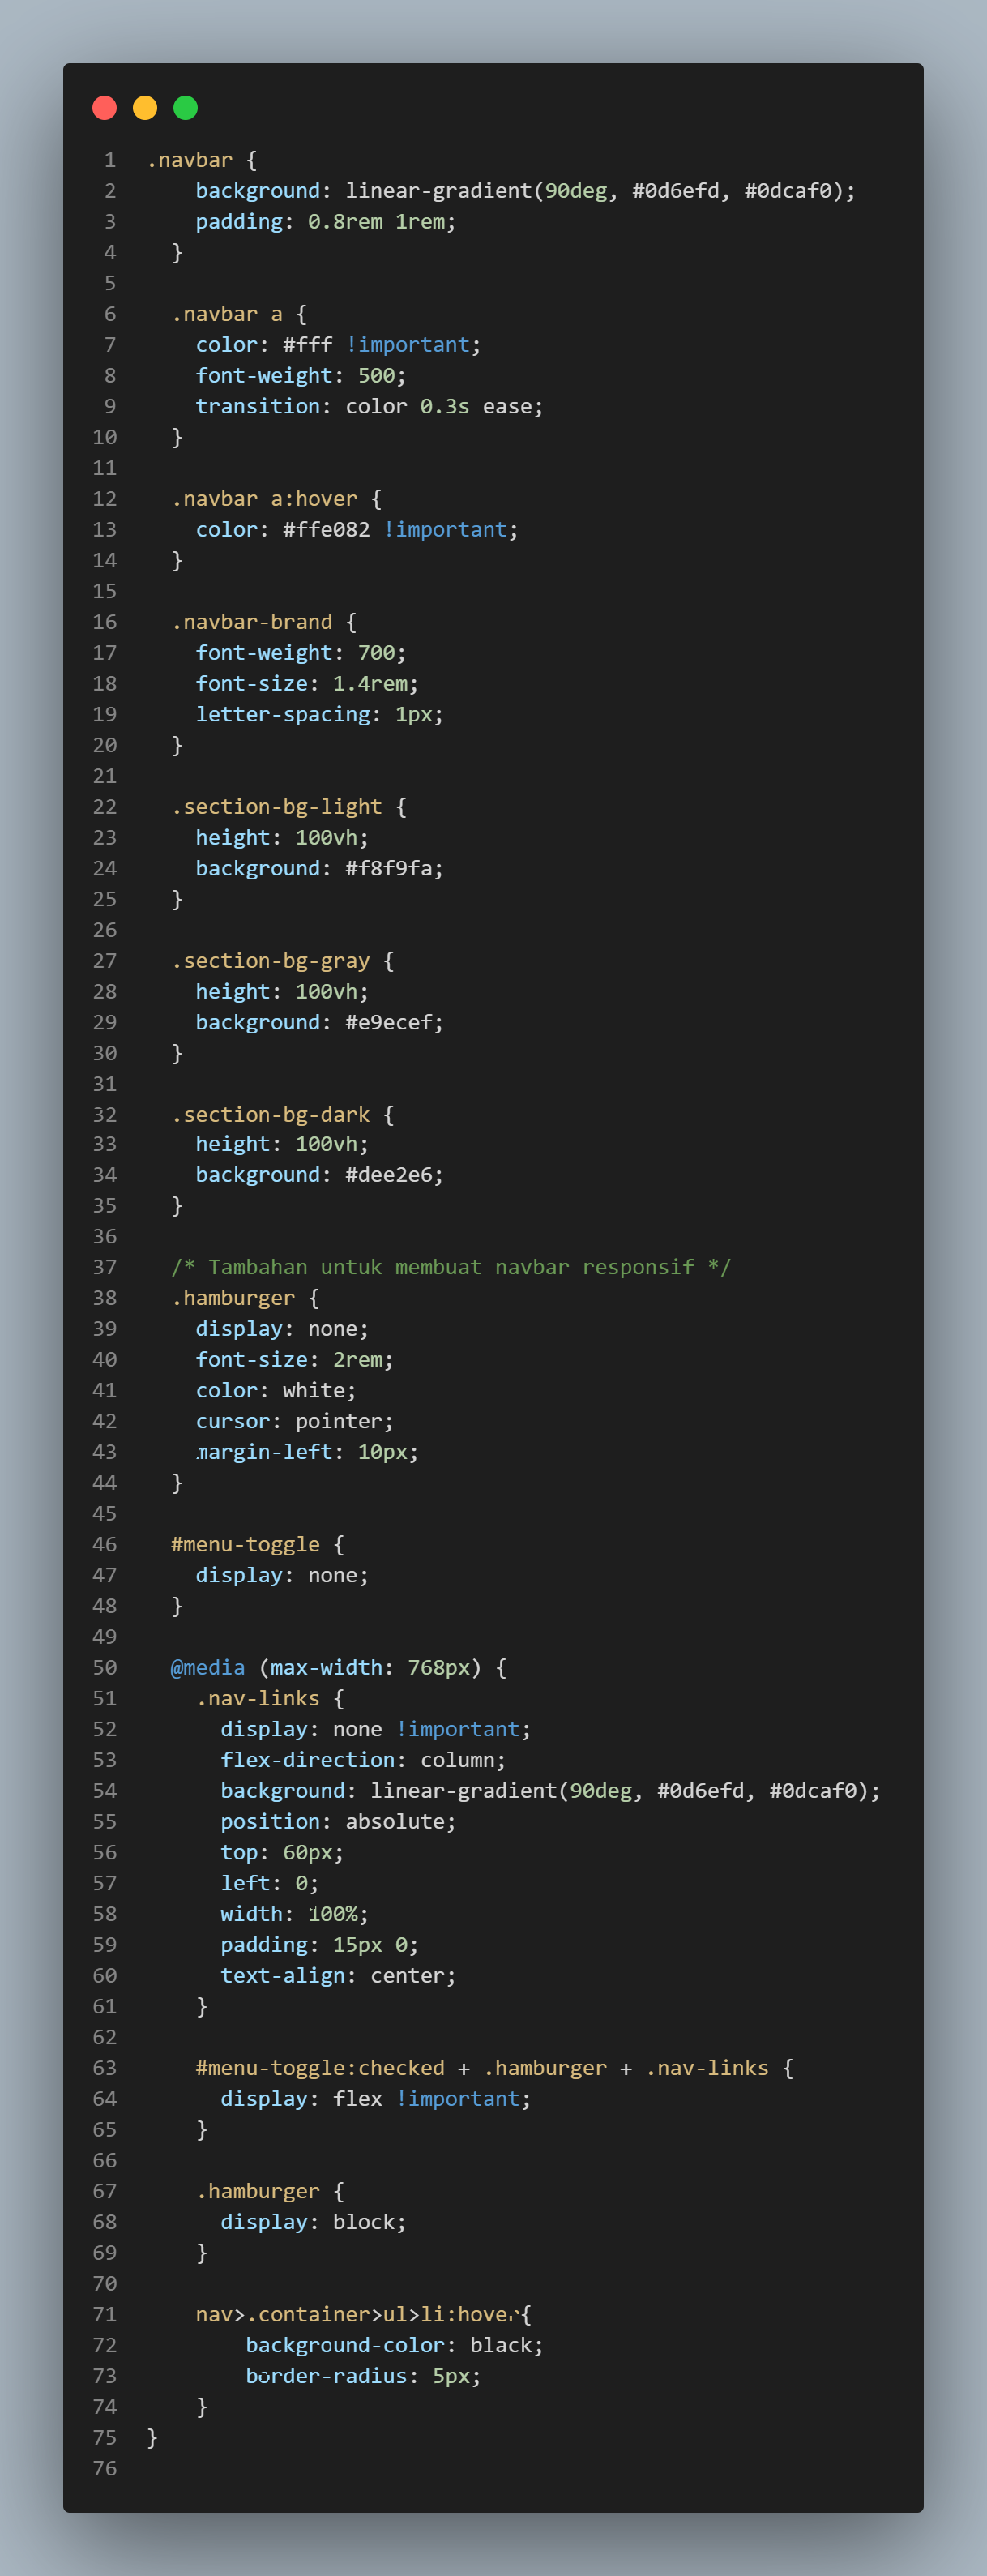 1 .navbar {
2     background: linear-gradient(90deg, #0d6efd, #0dcaf0);
3     padding: 0.8rem 1rem;
4   }
5
6   .navbar a {
7     color: #fff !important;
8     font-weight: 500;
9     transition: color 0.3s ease;
10   }
11
12   .navbar a:hover {
13     color: #ffe082 !important;
14   }
15
16   .navbar-brand {
17     font-weight: 700;
18     font-size: 1.4rem;
19     letter-spacing: 1px;
20   }
21
22   .section-bg-light {
23     height: 100vh;
24     background: #f8f9fa;
25   }
26
27   .section-bg-gray {
28     height: 100vh;
29     background: #e9ecef;
30   }
31
32   .section-bg-dark {
33     height: 100vh;
34     background: #dee2e6;
35   }
36
37   /* Tambahan untuk membuat navbar responsif */
38   .hamburger {
39     display: none;
40     font-size: 2rem;
41     color: white;
42     cursor: pointer;
43     margin-left: 10px;
44   }
45
46   #menu-toggle {
47     display: none;
48   }
49
50   @media (max-width: 768px) {
51     .nav-links {
52       display: none !important;
53       flex-direction: column;
54       background: linear-gradient(90deg, #0d6efd, #0dcaf0);
55       position: absolute;
56       top: 60px;
57       left: 0;
58       width: 100%;
59       padding: 15px 0;
60       text-align: center;
61     }
62
63     #menu-toggle:checked + .hamburger + .nav-links {
64       display: flex !important;
65     }
66
67     .hamburger {
68       display: block;
69     }
70
71     nav>.container>ul>li:hover{
72         background-color: black;
73         border-radius: 5px;
74     }
75 }
76